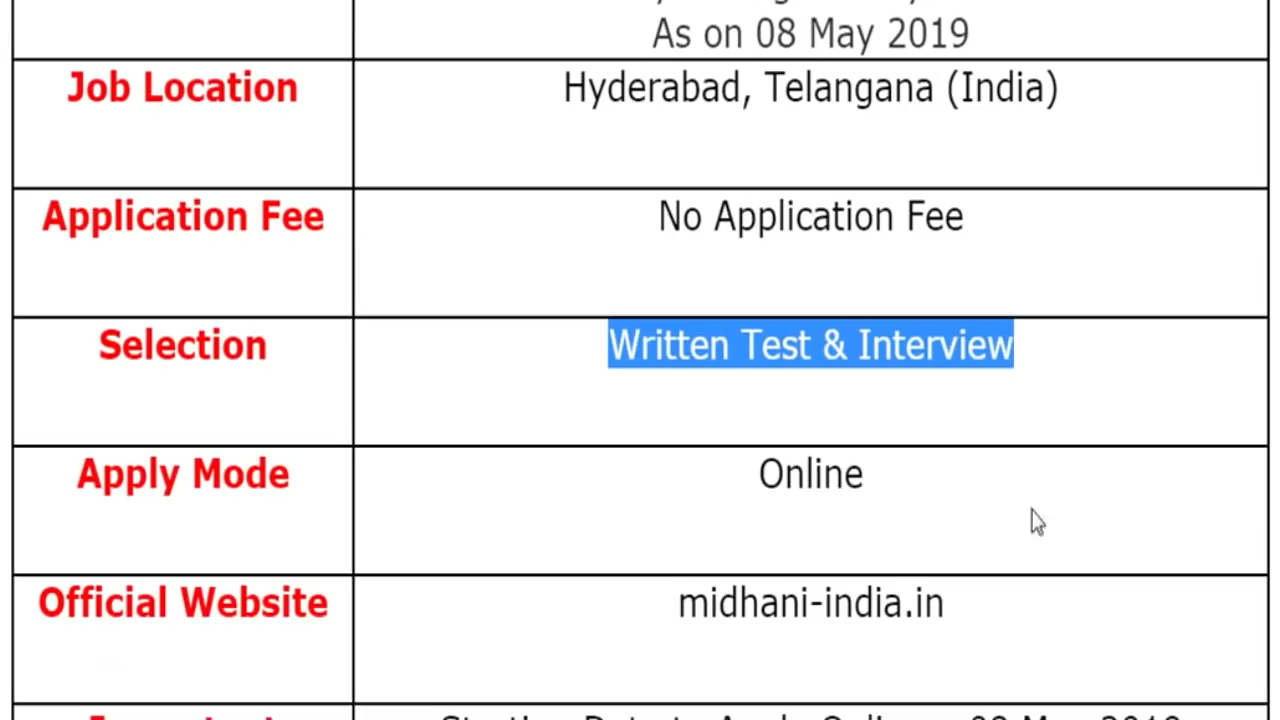 As on 08 May 2019
Job Location Hyderabad, Telangana (India)
Application Fee No Application Fee
Selection Written Test & Interview
Apply Mode Online
Official Website midhani-india.in